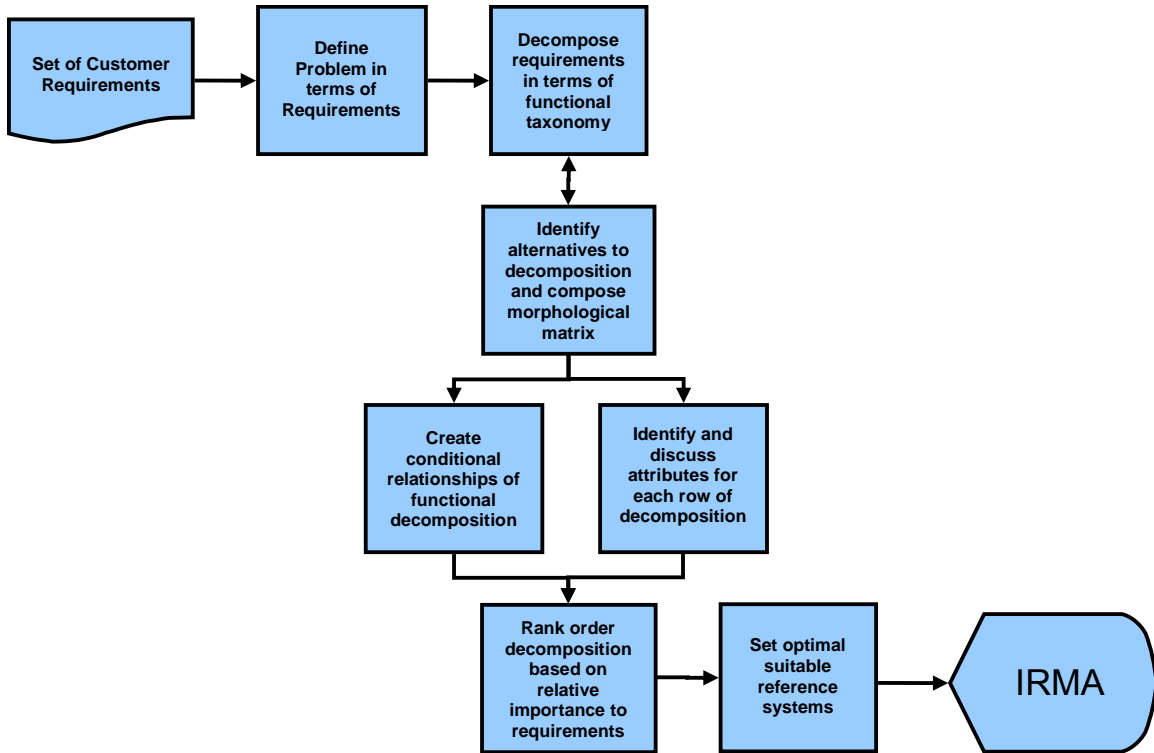 Set of Customer
Requirements
Define
Problem in
terms of
Requirements
Decompose
requirements
in terms of
functional
taxonomy
Identify
alternatives to
decomposition
and compose
morphological
matrix
Create
conditional
relationships of
functional
decomposition
Identify and
discuss
attributes for
each row of
decomposition
Rank order
decomposition
based on
relative
importance to
requirements
Set optimal
suitable
reference
systems
IRMA